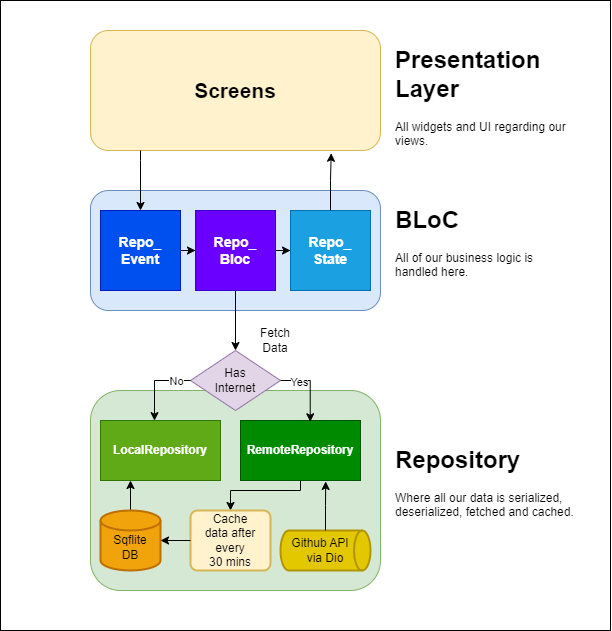 Screens
Presentation
Layer
All widgets and UI regarding our
views.
Repo_
Event
Repo_
Bloc
Repo_
State
BLoC
All of our business logic is
handled here.
Fetch
Data
Has
Internet
No
Yes
LocalRepository
RemoteRepository
Repository
Where all our data is serialized,
deserialized, fetched and cached.
Sqflite
DB
Cache
data after
every
30 mins
Github API
via Dio